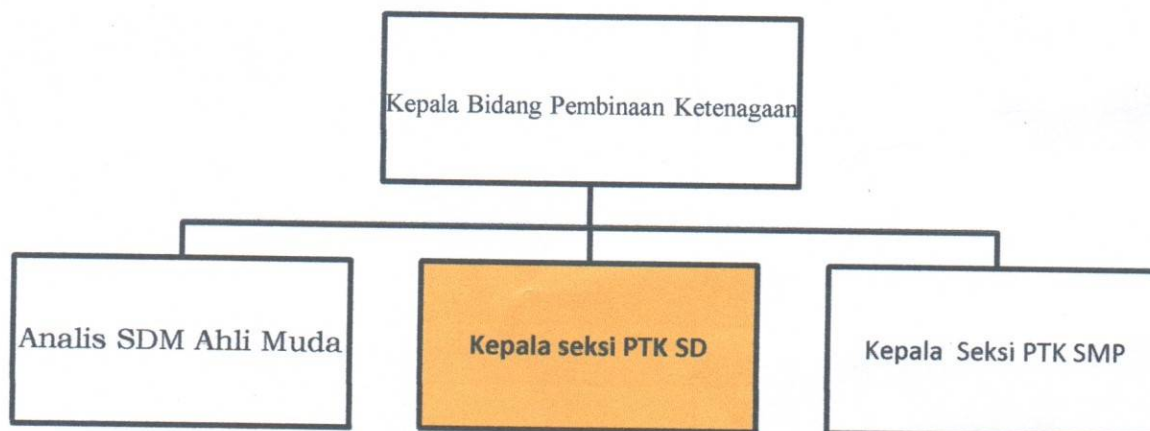 Kepala Bidang Pembinaan Ketenagaan
Analis SDM Ahli Muda
Kepala seksi PTK SD
Kepala Seksi PTK SMP